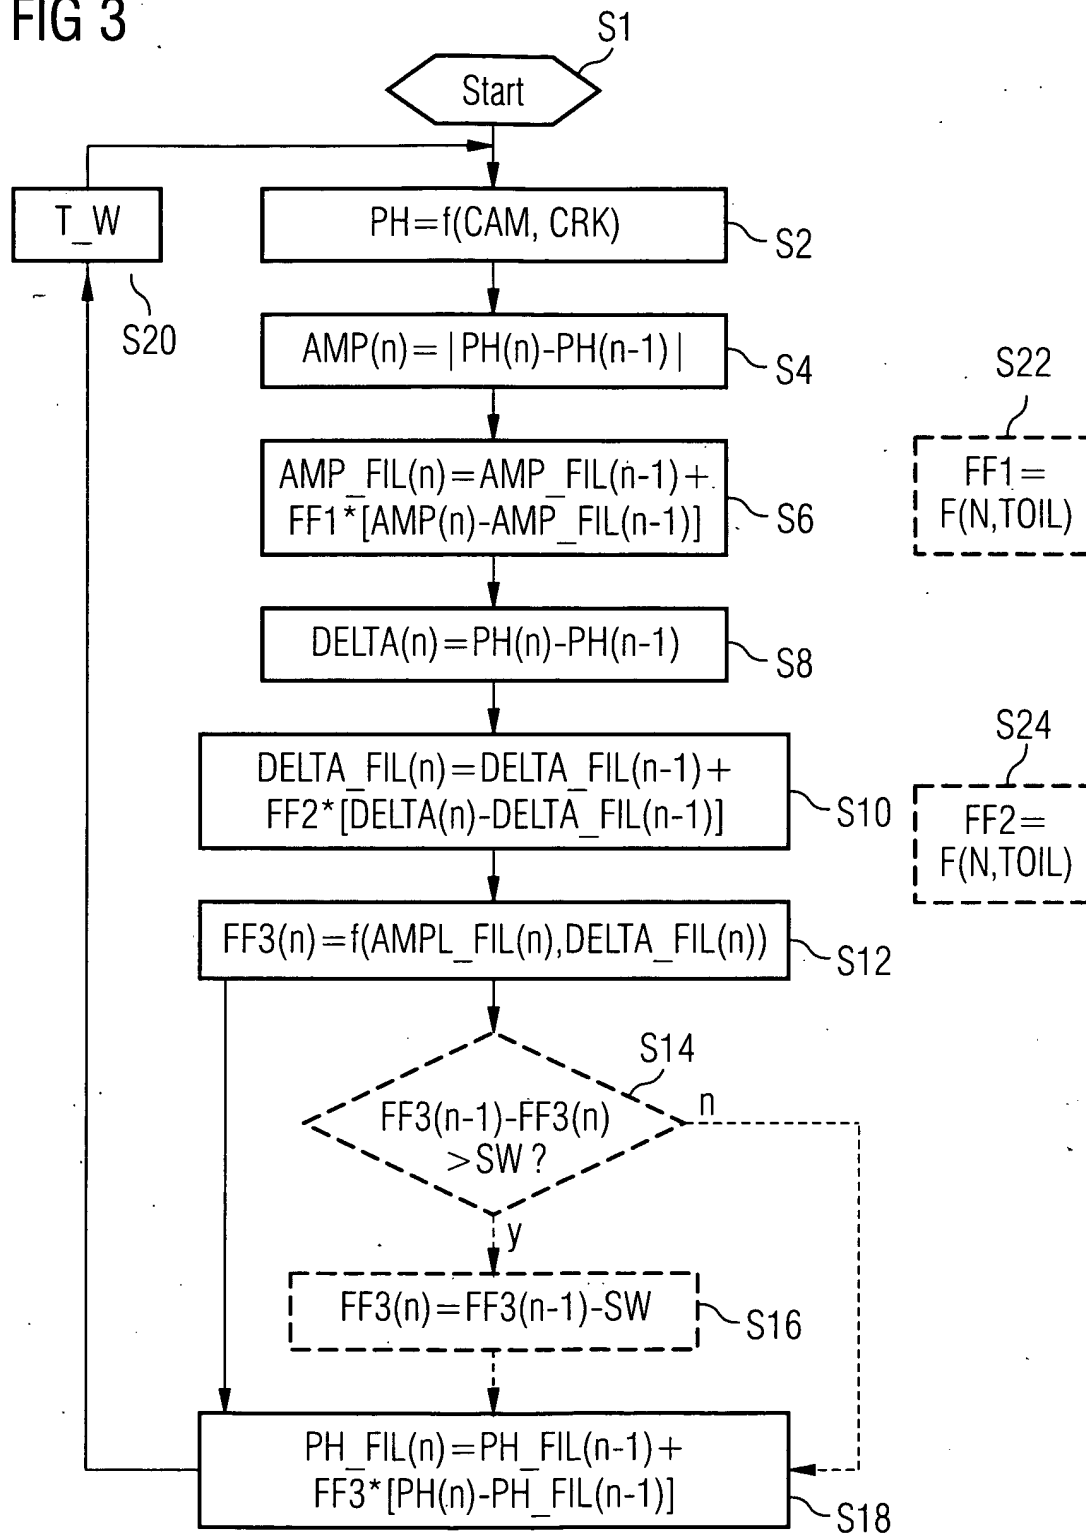 FIG 3
S1
Start
T_W
S20
PH=f(CAM, CRK)
S2
AMP(n)=|PH(n)-PH(n-1)|
S4
S22
FF1=
F(N,TOIL)
AMP_FIL(n)=AMP_FIL(n-1)+
FF1*[AMP(n)-AMP_FIL(n-1)]
S6
DELTA(n)=PH(n)-PH(n-1)
S8
S24
FF2=
F(N,TOIL)
DELTA_FIL(n)=DELTA_FIL(n-1)+
FF2*[DELTA(n)-DELTA_FIL(n-1)]
S10
FF3(n)=f(AMPL_FIL(n),DELTA_FIL(n))
S12
S14
FF3(n-1)-FF3(n)
>SW?
n
y
FF3(n)=FF3(n-1)-SW
S16
PH_FIL(n)=PH_FIL(n-1)+
FF3*[PH(n)-PH_FIL(n-1)]
S18